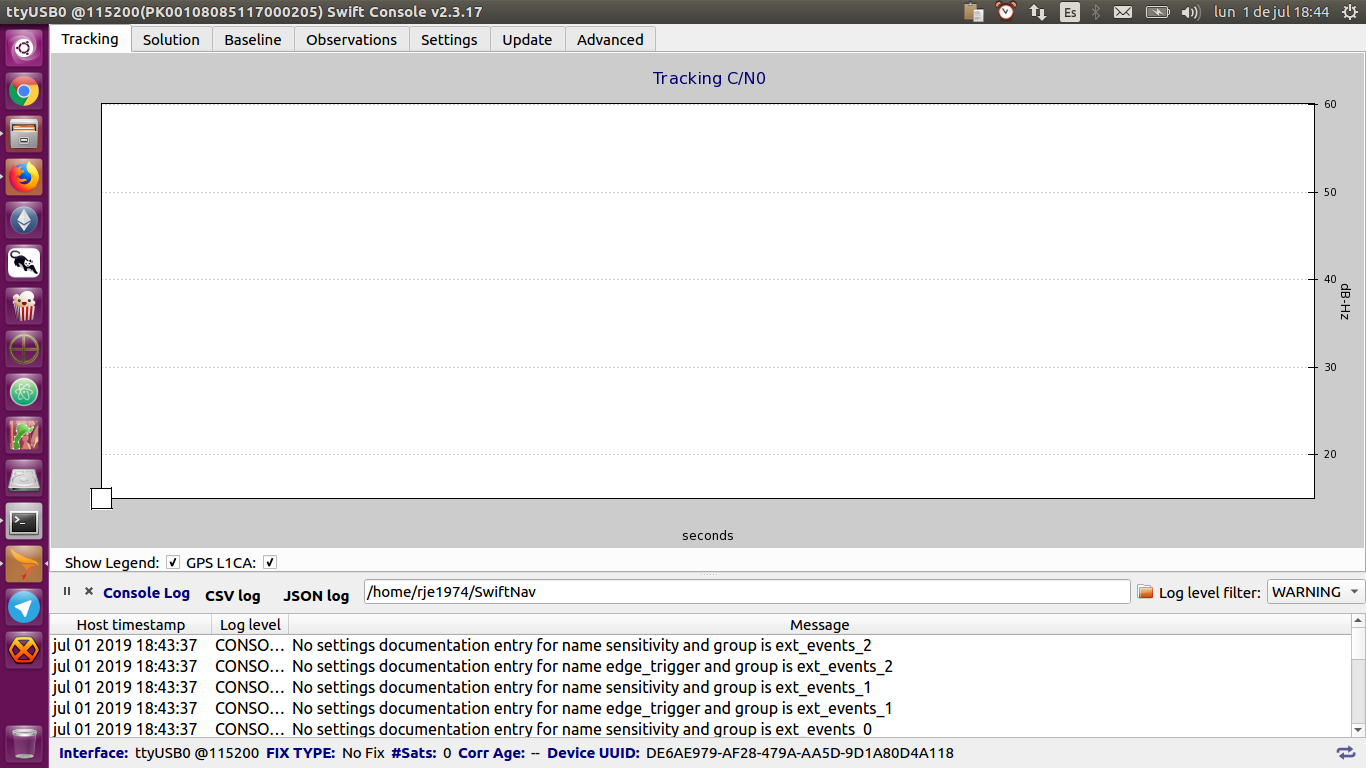 ttyUSB0 @115200(PK00108085117000205) Swift Console v2.3.17
Es
lun 1 de jul 18:44
Tracking Solution Baseline Observations Settings Update Advanced
Tracking C/N0
60
50
40
30
20
dB-Hz
seconds
Show Legend: GPS L1CA:
Console Log CSV log JSON log /home/rje1974/SwiftNav Log level filter: WARNING
Host timestamp Log level Message
jul 01 2019 18:43:37 CONSO... No settings documentation entry for name sensitivity and group is ext_events_2
jul 01 2019 18:43:37 CONSO... No settings documentation entry for name edge_trigger and group is ext_events_2
jul 01 2019 18:43:37 CONSO... No settings documentation entry for name sensitivity and group is ext_events_1
jul 01 2019 18:43:37 CONSO... No settings documentation entry for name edge_trigger and group is ext_events_1
jul 01 2019 18:43:37 CONSO... No settings documentation entry for name sensitivity and group is ext_events_0
Interface: ttyUSB0 @115200 FIX TYPE: No Fix #Sats: 0 Corr Age: -- Device UUID: DE6AE979-AF28-479A-AA5D-9D1A80D4A118